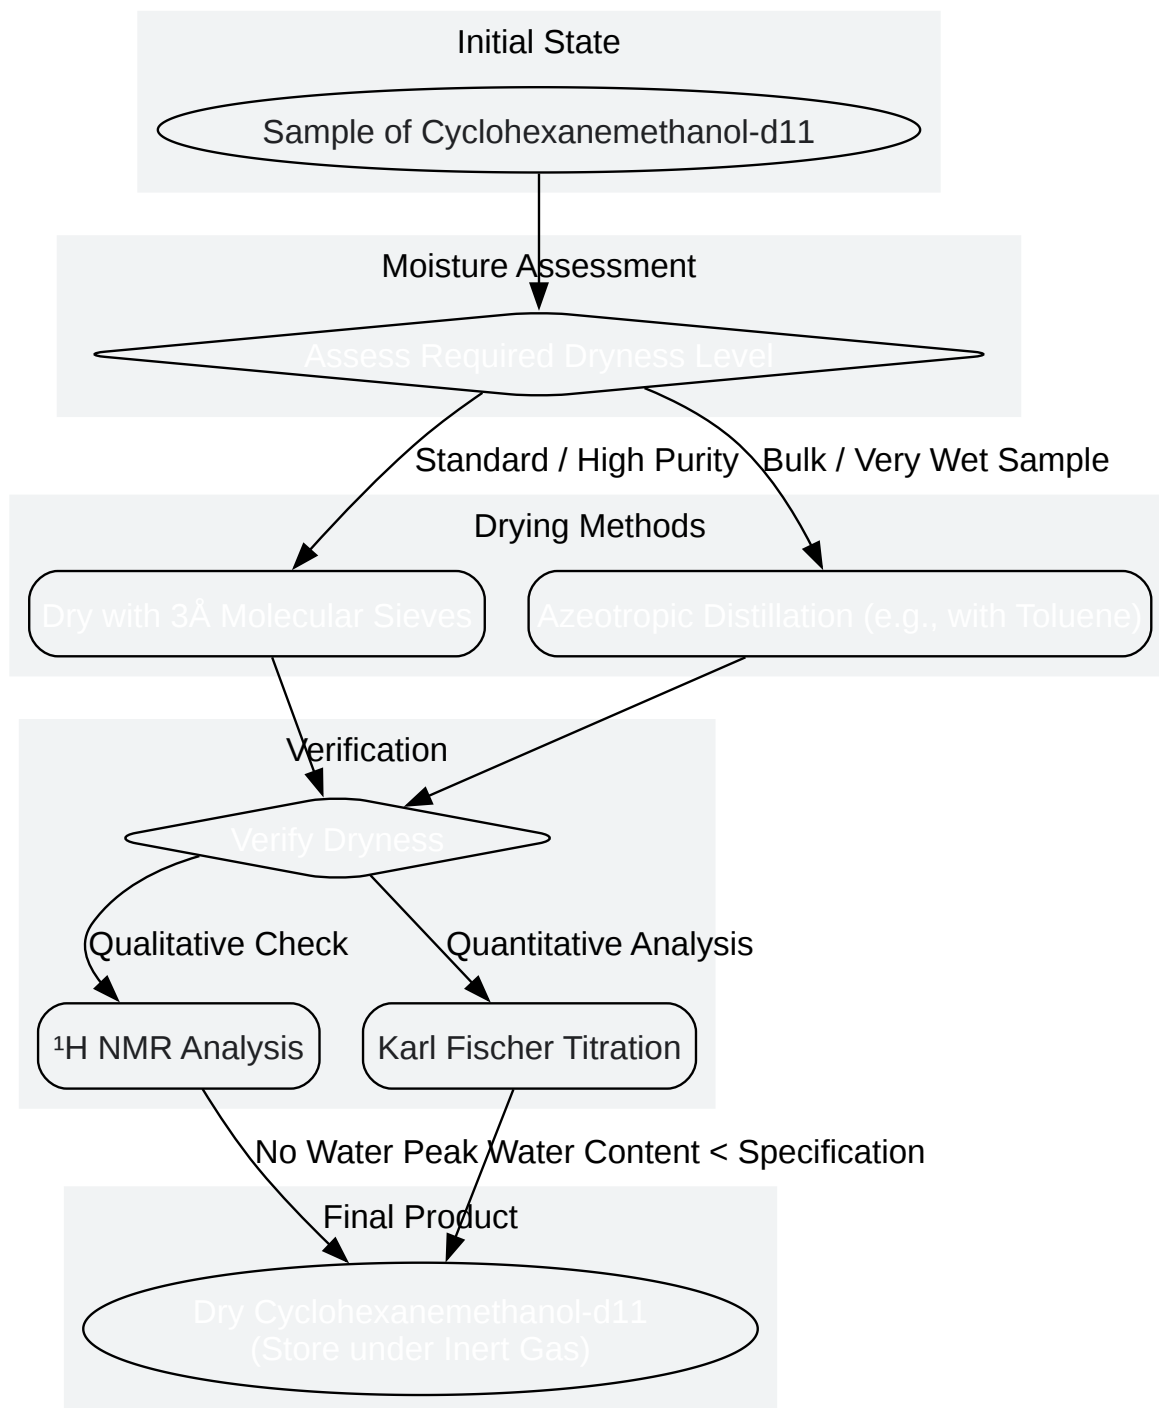 Initial State
Sample of Cyclohexanemethanol-d11
Moisture Assessment
Assess Required Dryness Level
Standard / High Purity
Bulk / Very Wet Sample
Drying Methods
Dry with 3Å Molecular Sieves
Azeotropic Distillation (e.g., with Toluene)
Verification
Verify Dryness
Qualitative Check
Quantitative Analysis
¹H NMR Analysis
Karl Fischer Titration
No Water Peak
Water Content < Specification
Final Product
Dry Cyclohexanemethanol-d11
(Store under Inert Gas)